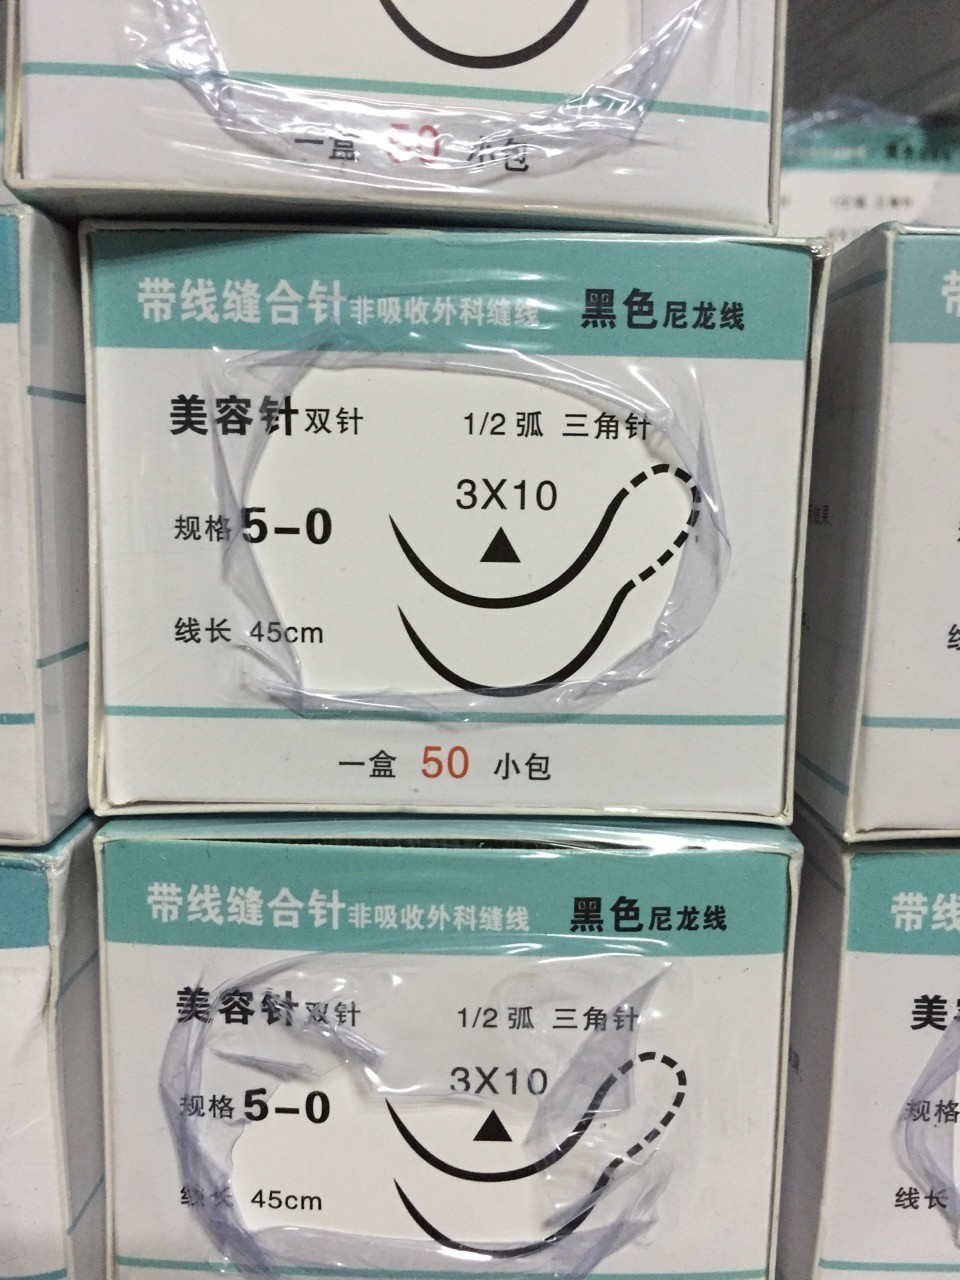 一盒 50 小包
带线缝合针非吸收外科缝线 黑色尼龙线
美容针双针 1/2弧 三角针
3X10
规格 5-0
线长 45cm
一盒 50 小包
带线缝合针非吸收外科缝线 黑色尼龙线
美容针双针 1/2弧 三角针
3X10
规格 5-0
线长 45cm
带线
美
规格
线长